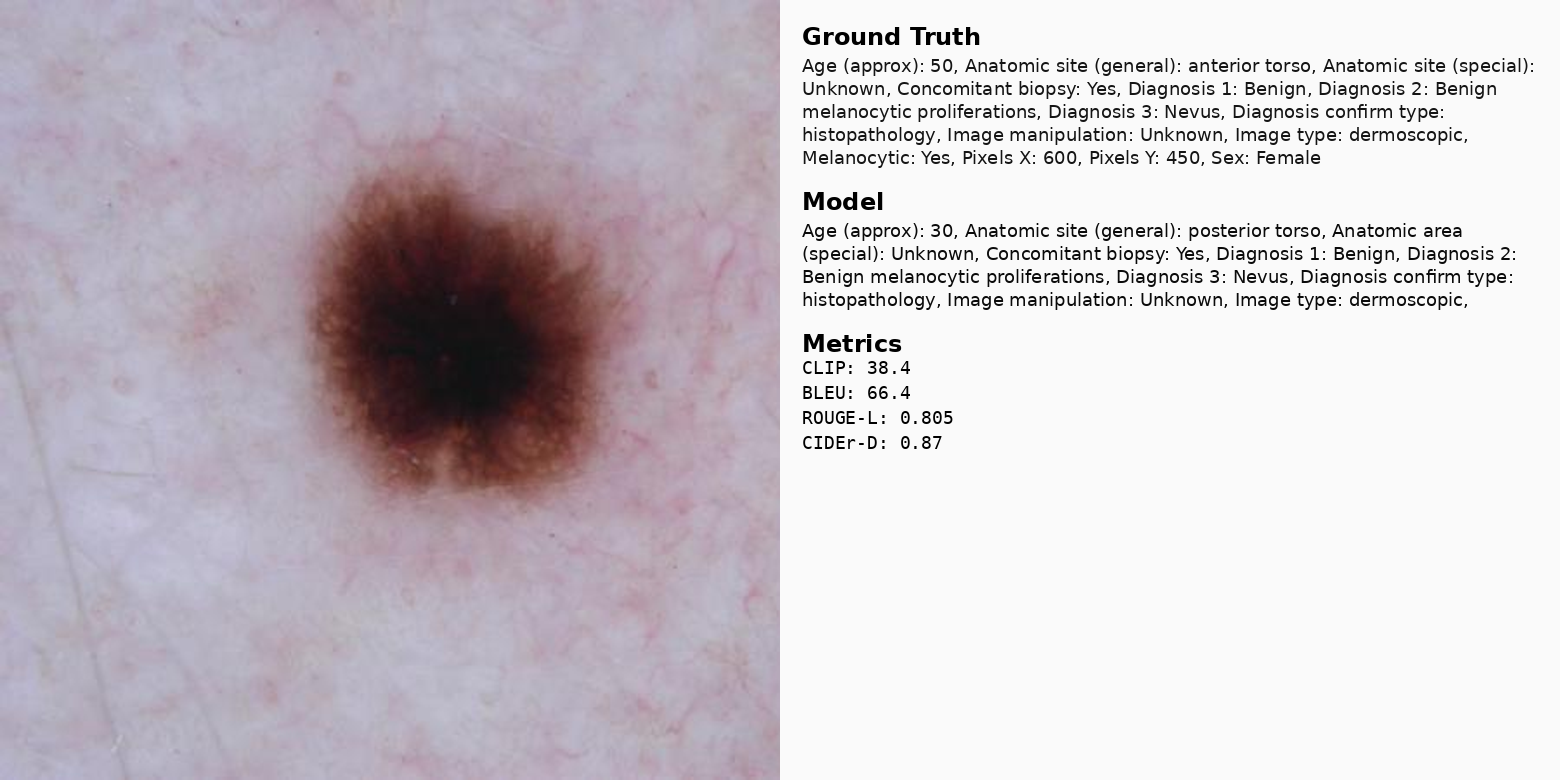 Ground Truth
Age (approx): 50, Anatomic site (general): anterior torso, Anatomic site (special):
Unknown, Concomitant biopsy: Yes, Diagnosis 1: Benign, Diagnosis 2: Benign
melanocytic proliferations, Diagnosis 3: Nevus, Diagnosis confirm type:
histopathology, Image manipulation: Unknown, Image type: dermoscopic,
Melanocytic: Yes, Pixels X: 600, Pixels Y: 450, Sex: Female
Model
Age (approx): 30, Anatomic site (general): posterior torso, Anatomic area
(special): Unknown, Concomitant biopsy: Yes, Diagnosis 1: Benign, Diagnosis 2:
Benign melanocytic proliferations, Diagnosis 3: Nevus, Diagnosis confirm type:
histopathology, Image manipulation: Unknown, Image type: dermoscopic,
Metrics
CLIP: 38.4
BLEU: 66.4
ROUGE-L: 0.805
CIDEr-D: 0.87